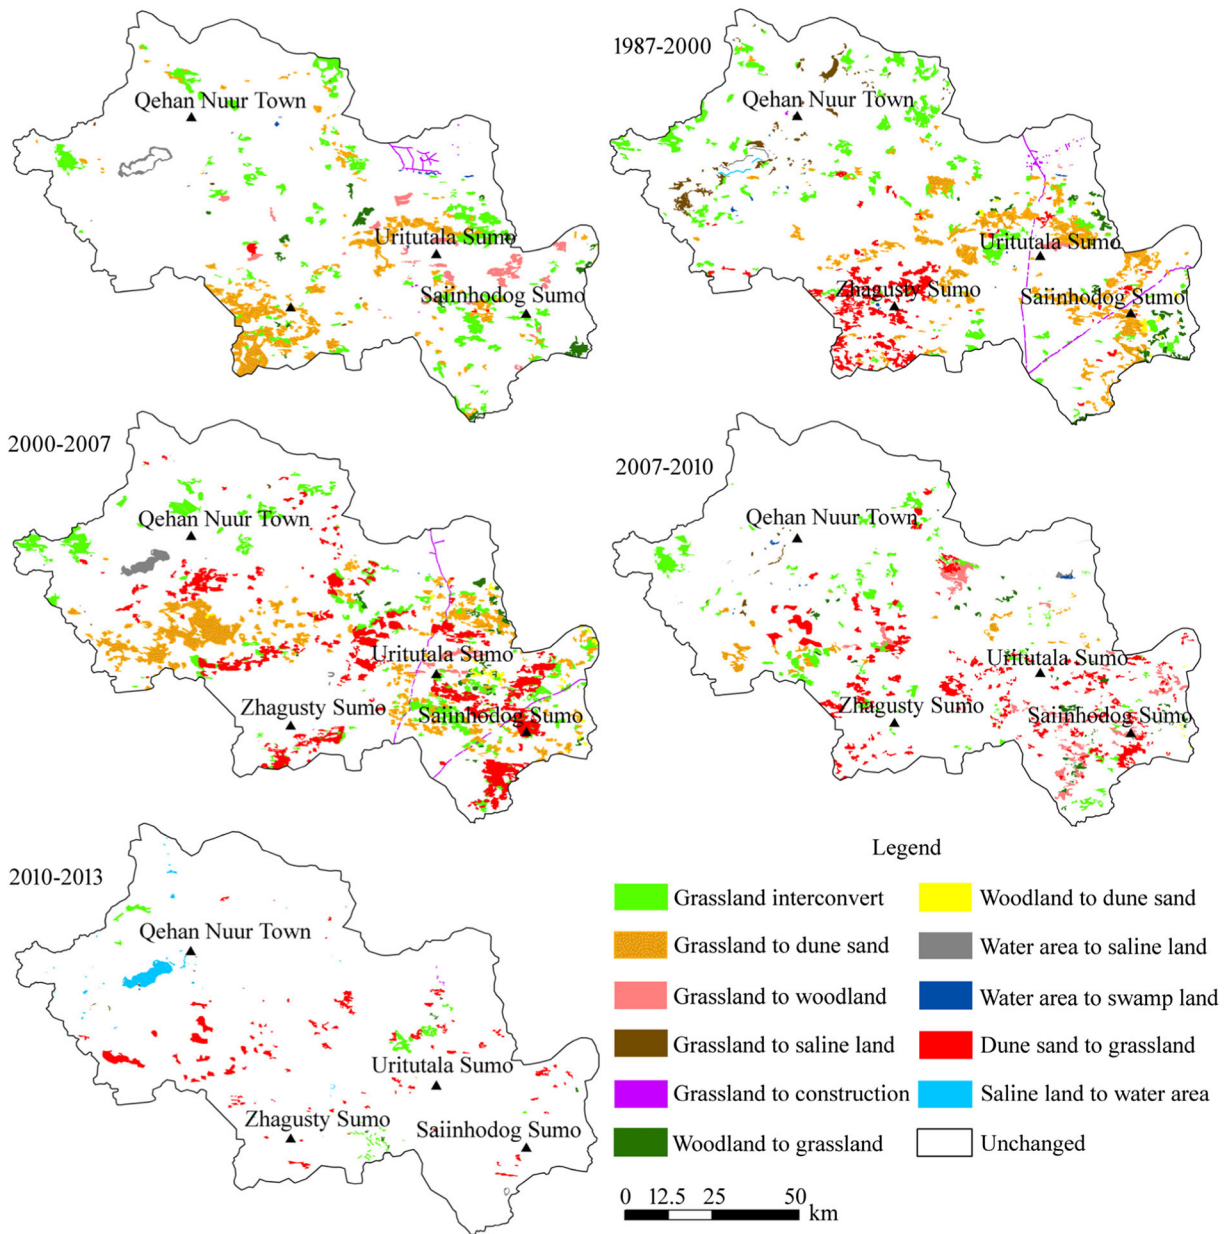 Qehan Nuur Town
Uritutala Sumo
Saiinhodog Sumo
1987-2000
Qehan Nuur Town
Uritutala Sumo
Zhagusty Sumo
Saiinhodog Sumo
2000-2007
Qehan Nuur Town
Uritutala Sumo
Zhagusty Sumo
Saiinhodog Sumo
2007-2010
Qehan Nuur Town
Uritutala Sumo
Zhagusty Sumo
Saiinhodog Sumo
2010-2013
Qehan Nuur Town
Uritutala Sumo
Zhagusty Sumo
Saiinhodog Sumo
Legend
Grassland interconvert
Grassland to dune sand
Grassland to woodland
Grassland to saline land
Grassland to construction
Woodland to grassland
Woodland to dune sand
Water area to saline land
Water area to swamp land
Dune sand to grassland
Saline land to water area
Unchanged
0 12.5 25 50
km